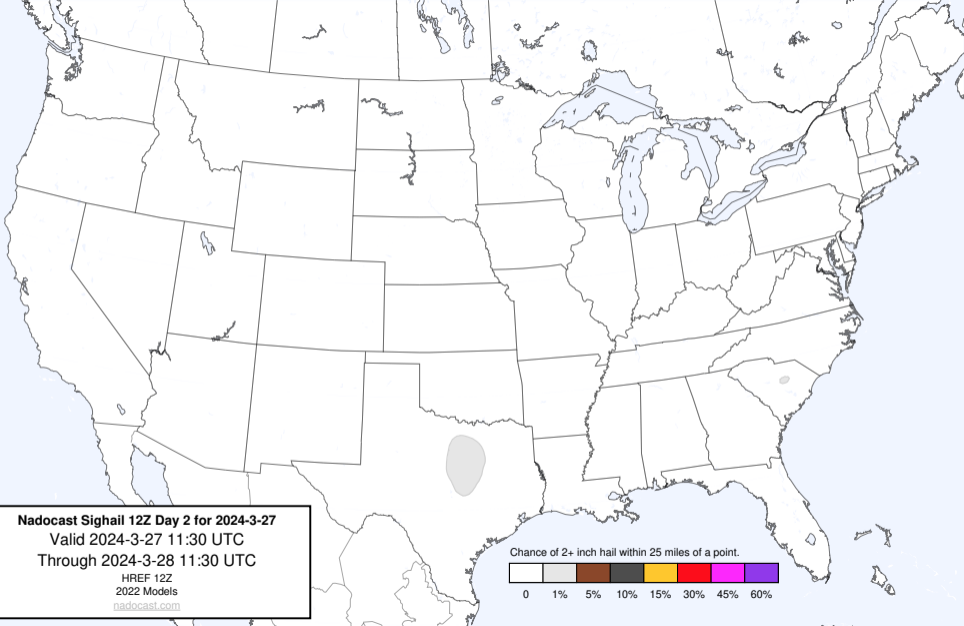 Nadocast Sighail 12Z Day 2 for 2024-3-27
Valid 2024-3-27 11:30 UTC
Through 2024-3-28 11:30 UTC
HREF 12Z
2022 Models
nadocast.com
Chance of 2+ inch hail within 25 miles of a point.
0 1% 5% 10% 15% 30% 45% 60%